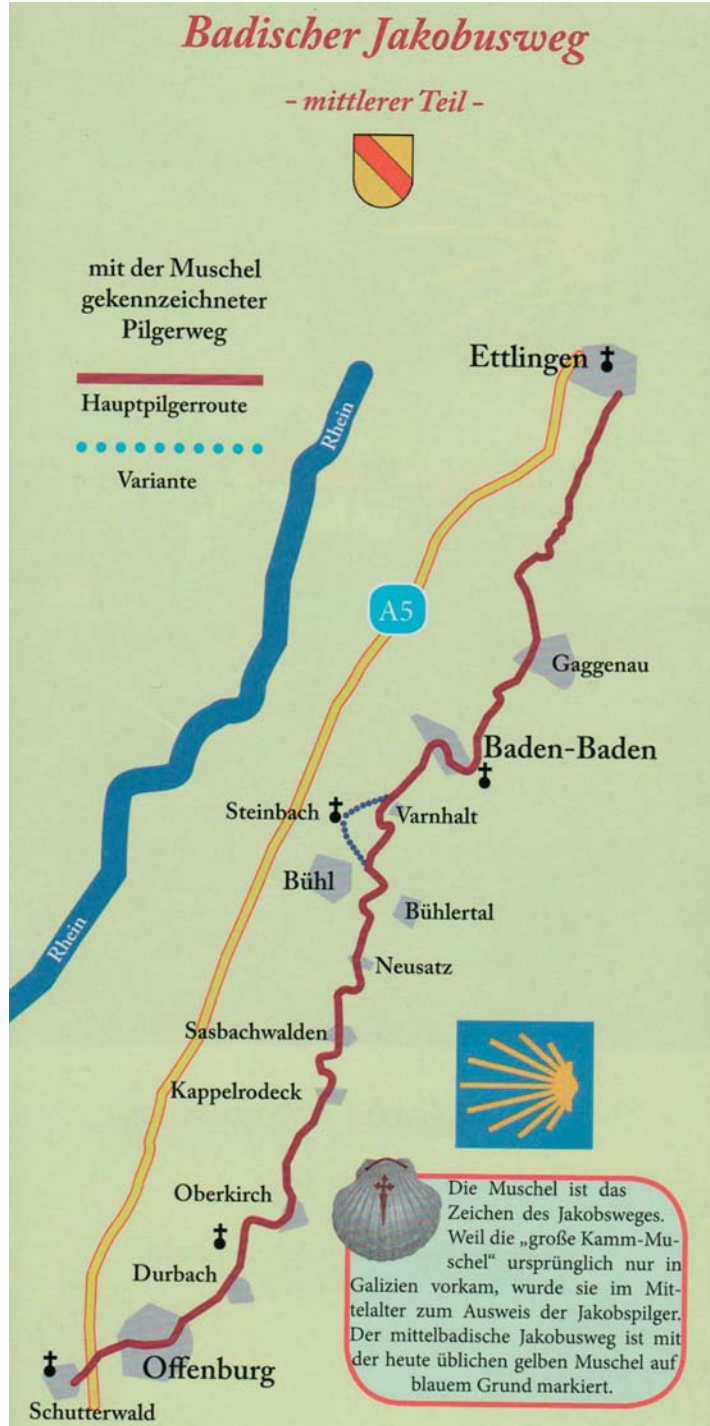 Badischer Jakobusweg
- mittlerer Teil -
mit der Muschel
gekennzeichneter
Pilgerweg
Hauptpilgerroute
Variante
Rhein
Ettlingen
A5
Gaggenau
Baden-Baden
Steinbach
Varnhalt
Bühl
Bühlertal
Rhein
Neusatz
Sasbachwalden
Kappelrodeck
Oberkirch
Durbach
Offenburg
Schutterwald
Die Muschel ist das
Zeichen des Jakobsweges.
Weil die „große Kamm-Mu-
schel“ ursprünglich nur in
Galizien vorkam, wurde sie im Mit-
telalter zum Ausweis der Jakobspilger.
Der mittelbadische Jakobusweg ist mit
der heute üblichen gelben Muschel auf
blauem Grund markiert.